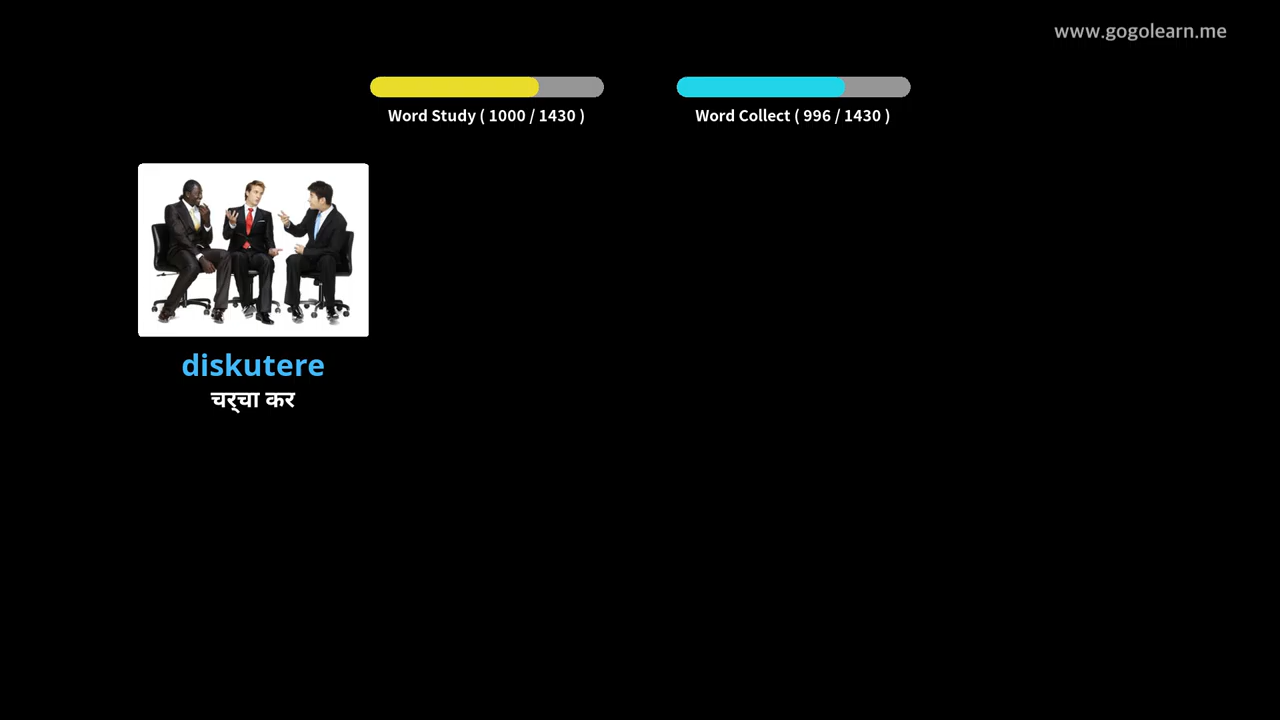 www.gogolearn.me
Word Study ( 1000 / 1430 )
Word Collect ( 996 / 1430 )
diskutere
चर्‌चा कर